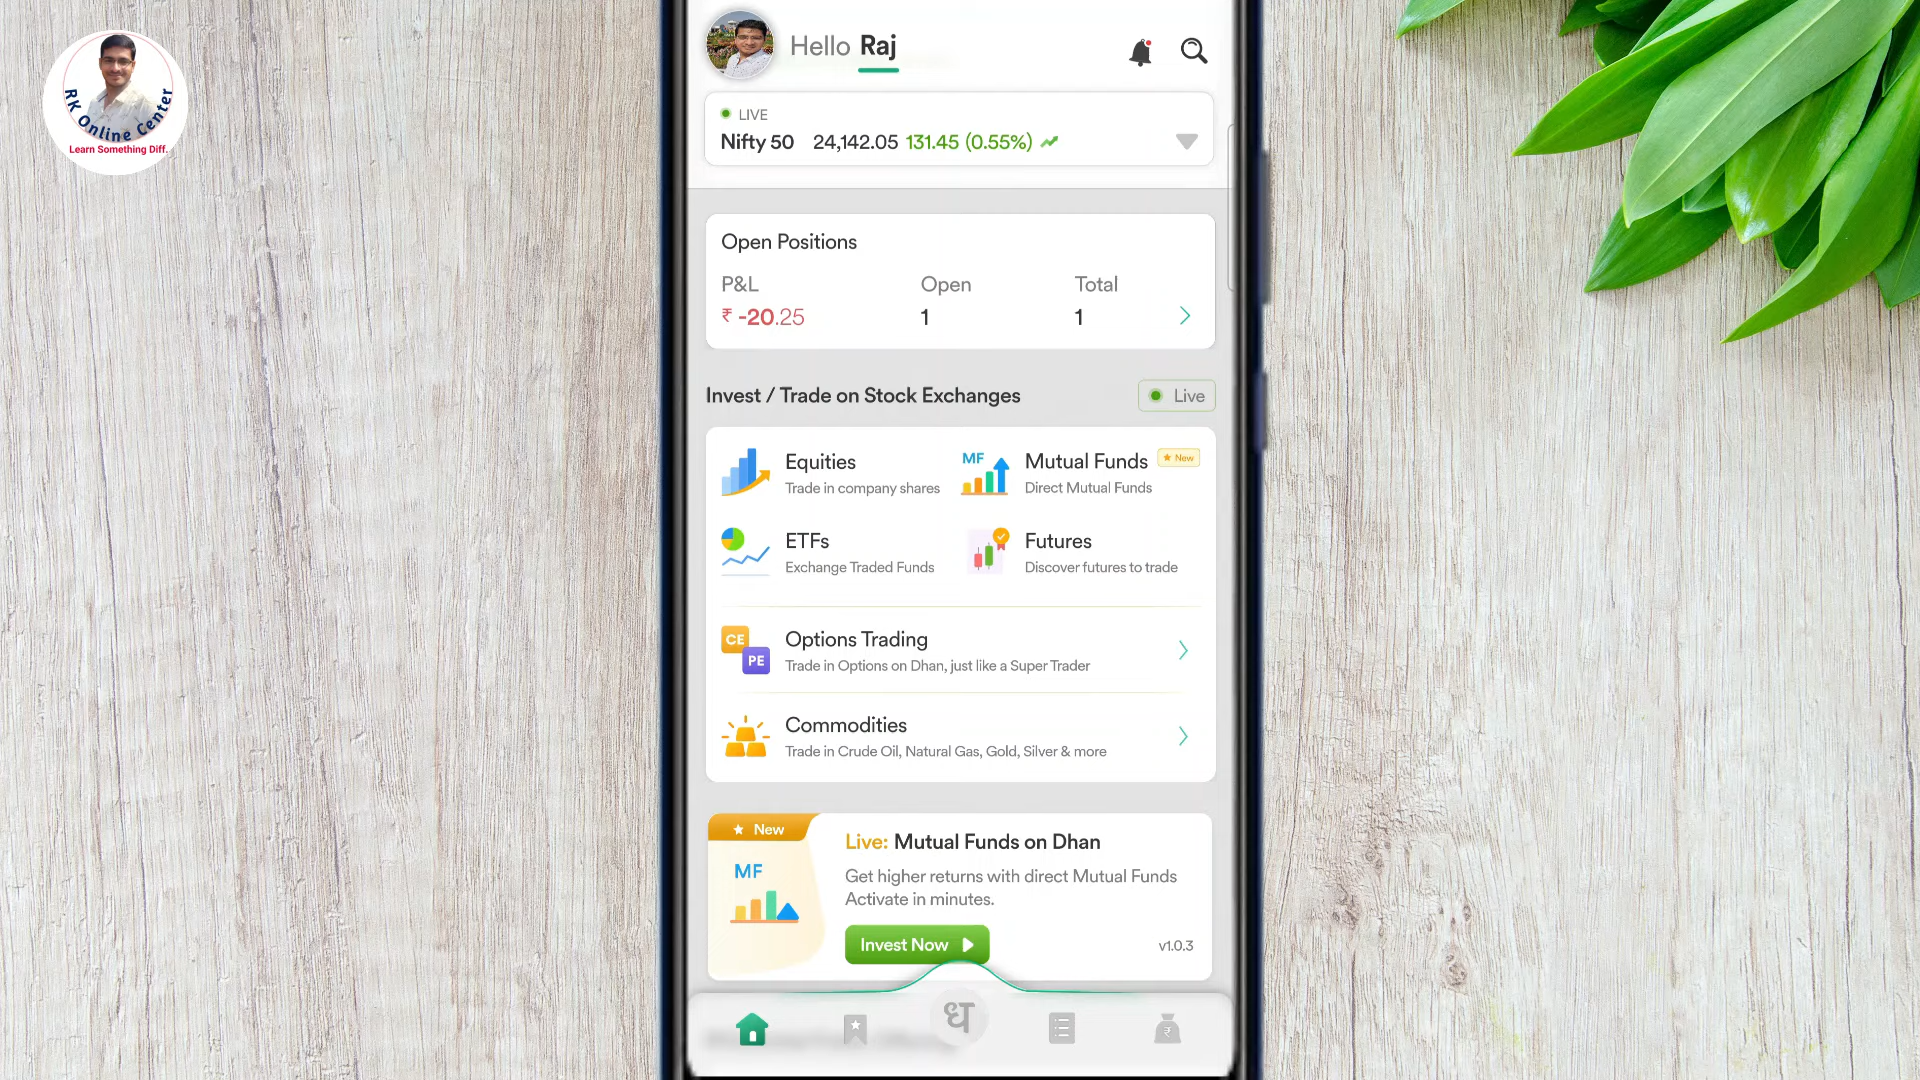 RK Online Center
Learn Something Diff.
Hello Raj
LIVE
Nifty 50 24,142.05 131.45 (0.55%)
Open Positions
P&L Open Total
₹ -20.25 1 1
Invest / Trade on Stock Exchanges Live
Equities
Trade in company shares
MF Mutual Funds New
Direct Mutual Funds
ETFs
Exchange Traded Funds
Futures
Discover futures to trade
CE PE Options Trading
Trade in Options on Dhan, just like a Super Trader
Commodities
Trade in Crude Oil, Natural Gas, Gold, Silver & more
New
MF
Live: Mutual Funds on Dhan
Get higher returns with direct Mutual Funds
Activate in minutes.
Invest Now v1.0.3
ध ₹